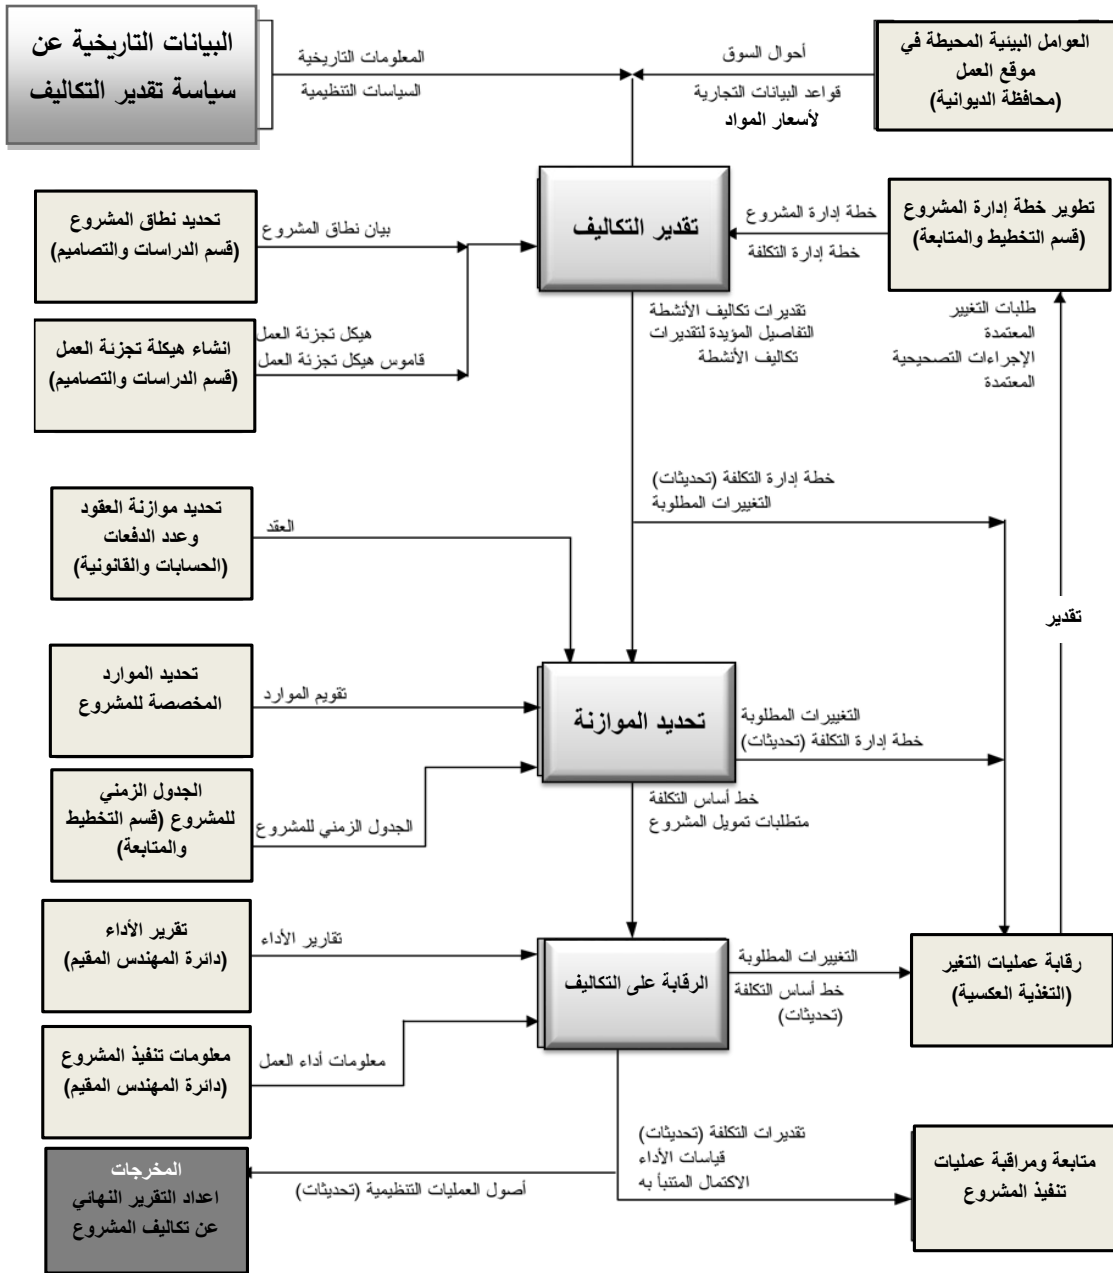 البيانات التاريخية عن
سياسة تقدير التكاليف
المعلومات التاريخية
السياسات التنظيمية
أحوال السوق
قواعد البيانات التجارية
لأسعار المواد
العوامل البيئية المحيطة في
موقع العمل
(محافظة الديوانية)
تحديد نطاق المشروع
(قسم الدراسات والتصاميم)
بيان نطاق المشروع
تقدير التكاليف
خطة إدارة المشروع
خطة إدارة التكلفة
تطوير خطة إدارة المشروع
(قسم التخطيط والمتابعة)
انشاء هيكلة تجزئة العمل
(قسم الدراسات والتصاميم)
هيكل تجزئة العمل
قاموس هيكل تجزئة العمل
تقديرات تكاليف الأنشطة
التفاصيل المؤيدة لتقديرات
تكاليف الأنشطة
طلبات التغيير
المعتمدة
الإجراءات التصحيحية
المعتمدة
خطة إدارة التكلفة (تحديثات)
التغييرات المطلوبة
تحديد موازنة العقود
وعدد الدفعات
(الحسابات والقانونية)
العقد
تقدير
تحديد الموارد
المخصصة للمشروع
تقويم الموارد
تحديد الموازنة
التغييرات المطلوبة
خطة إدارة التكلفة (تحديثات)
الجدول الزمني
للمشروع (قسم التخطيط
والمتابعة)
الجدول الزمني للمشروع
خط أساس التكلفة
متطلبات تمويل المشروع
تقرير الأداء
(دائرة المهندس المقيم)
تقارير الأداء
الرقابة على التكاليف
التغييرات المطلوبة
خط أساس التكلفة
(تحديثات)
رقابة عمليات التغير
(التغذية العكسية)
معلومات تنفيذ المشروع
(دائرة المهندس المقيم)
معلومات أداء العمل
تقديرات التكلفة (تحديثات)
قياسات الأداء
الاكتمال المتنبأ به
متابعة ومراقبة عمليات
تنفيذ المشروع
المخرجات
اعداد التقرير النهائي
عن تكاليف المشروع
أصول العمليات التنظيمية (تحديثات)